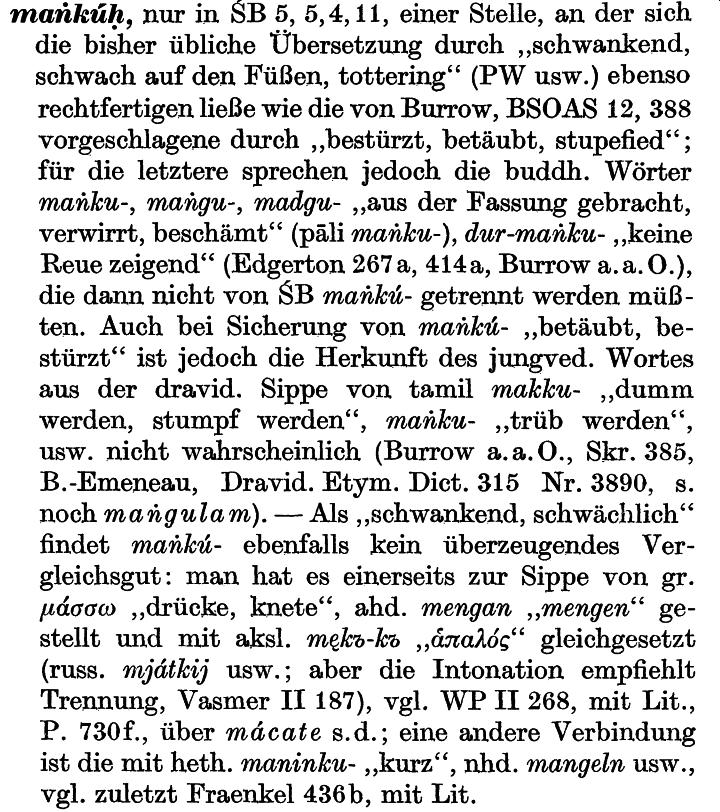 maṅkúḥ, nur in ŚB 5, 5,4, 11, einer Stelle, an der sich
die bisher übliche Übersetzung durch „schwankend,
schwach auf den Füßen, tottering“ (PW usw.) ebenso
rechtfertigen ließe wie die von Burrow, BSOAS 12, 388
vorgeschlagene durch „bestürzt, betäubt, stupefied“;
für die letztere sprechen jedoch die buddh. Wörter
maṅku-, maṅgu-, madgu- „aus der Fassung gebracht,
verwirrt, beschämt“ (pāli maṅku-), dur-maṅku- „keine
Reue zeigend“ (Edgerton 267a, 414a, Burrow a.a.O.),
die dann nicht von ŚB maṅkú- getrennt werden müß-
ten. Auch bei Sicherung von maṅkú- „betäubt, be-
stürzt“ ist jedoch die Herkunft des jungved. Wortes
aus der dravid. Sippe von tamil makku- „dumm
werden, stumpf werden“, maṅku- „trüb werden“,
usw. nicht wahrscheinlich (Burrow a.a.O., Skr. 385,
B.-Emeneau, Dravid. Etym. Dict. 315 Nr. 3890, s.
noch maṅgulam). — Als „schwankend, schwächlich“
findet maṅkú- ebenfalls kein überzeugendes Ver-
gleichsgut: man hat es einerseits zur Sippe von gr.
μάσσω „drücke, knete“, ahd. mengan „mengen“ ge-
stellt und mit aksl. mękъ-kъ „ἁπαλός“ gleichgesetzt
(russ. mjátkij usw.; aber die Intonation empfiehlt
Trennung, Vasmer II 187), vgl. WP II 268, mit Lit.,
P. 730f., über mácate s.d.; eine andere Verbindung
ist die mit heth. maninku- „kurz“, nhd. mangeln usw.,
vgl. zuletzt Fraenkel 436b, mit Lit.